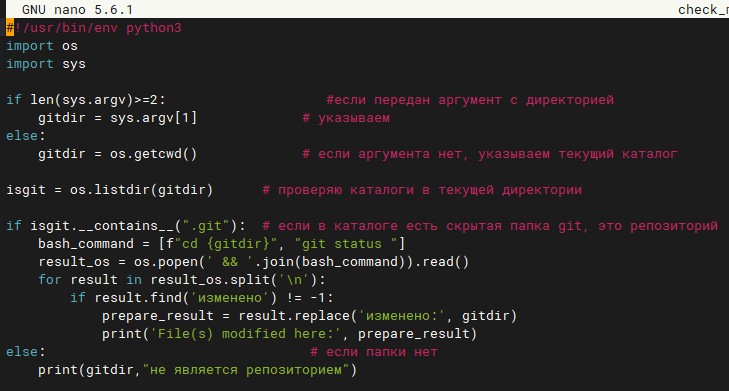 GNU nano 5.6.1 check_
#!/usr/bin/env python3
import os
import sys
if len(sys.argv)>=2: #если передан аргумент с директорией
gitdir = sys.argv[1] # указываем
else:
gitdir = os.getcwd() # если аргумента нет, указываем текущий каталог
isgit = os.listdir(gitdir) # проверяю каталоги в текущей директории
if isgit.__contains__(".git"): # если в каталоге есть скрытая папка git, это репозиторий
bash_command = [f"cd {gitdir}", "git status "]
result_os = os.popen(' && '.join(bash_command)).read()
for result in result_os.split('\n'):
if result.find('изменено') != -1:
prepare_result = result.replace('изменено:', gitdir)
print('File(s) modified here:', prepare_result)
else: # если папки нет
print(gitdir,"не является репозиторием")